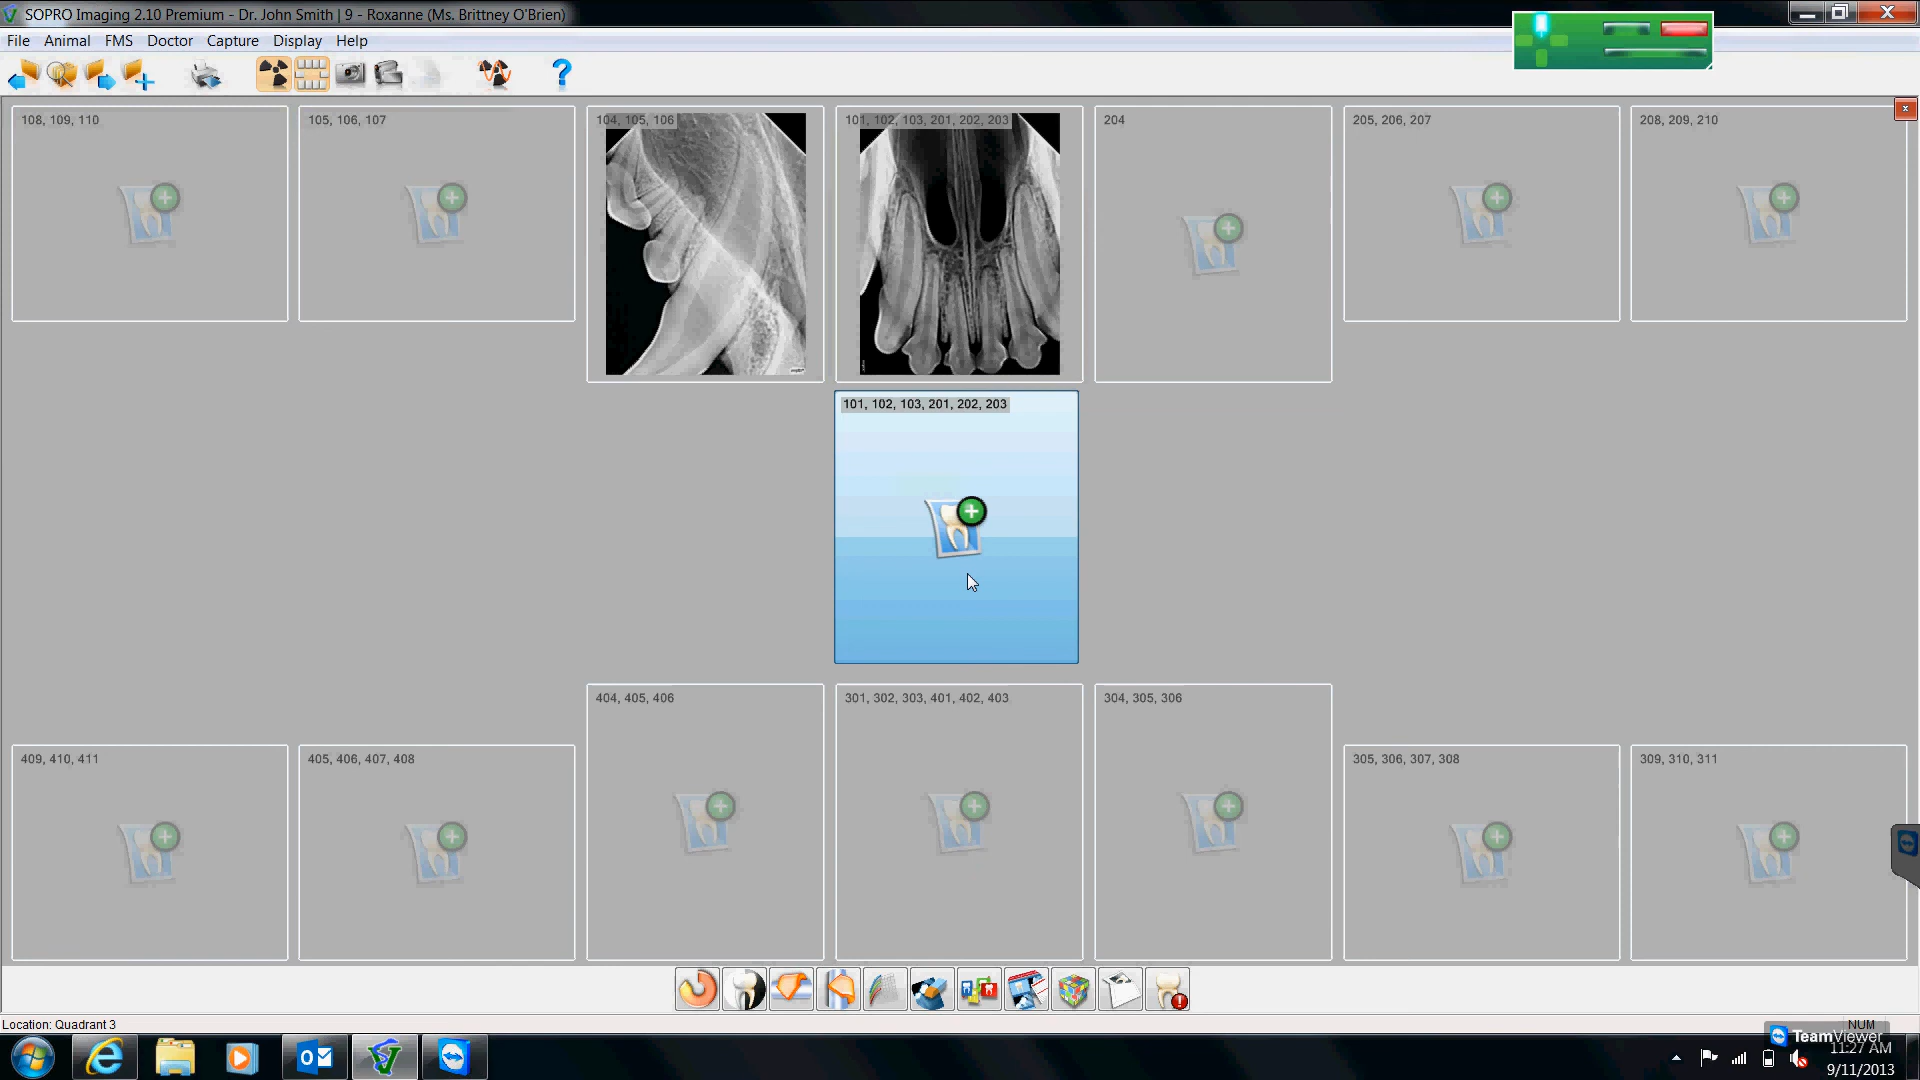 SOPRO Imaging 2.10 Premium - Dr. John Smith | 9 - Roxanne (Ms. Brittney O'Brien)
File Animal FMS Doctor Capture Display Help
108, 109, 110
105, 106, 107
104, 105, 106
101, 102, 103, 201, 202, 203
204
205, 206, 207
208, 209, 210
101, 102, 103, 201, 202, 203
404, 405, 406
301, 302, 303, 401, 402, 403
304, 305, 306
409, 410, 411
405, 406, 407, 408
305, 306, 307, 308
309, 310, 311
Location: Quadrant 3
NUM
TeamViewer
11:27 AM
9/11/2013